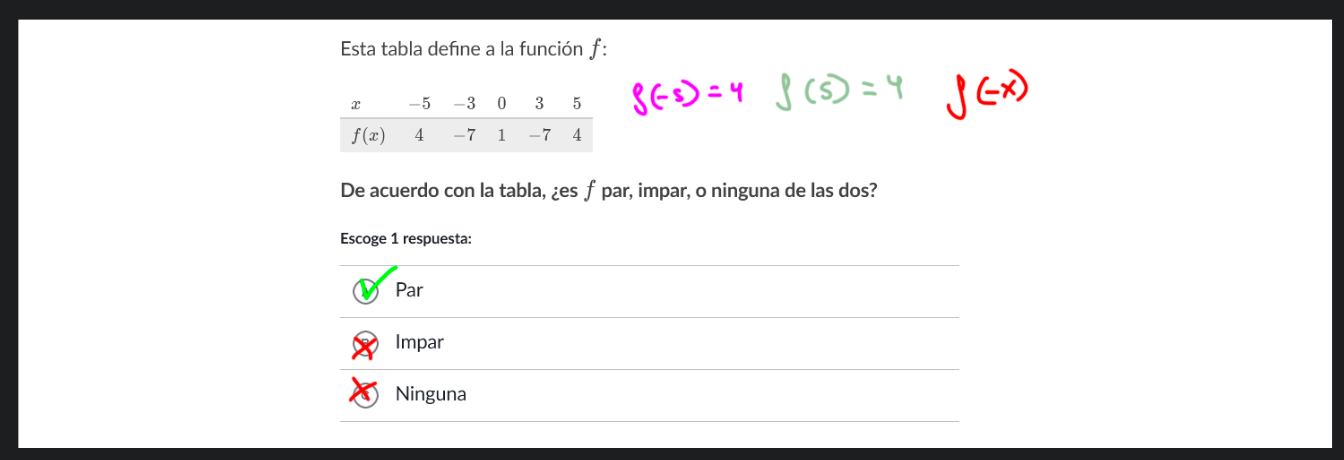 Esta tabla define a la función f:
f(-5) = 4 f(5) = 4 f(-x)
x −5 −3 0 3 5
f(x) 4 −7 1 −7 4
De acuerdo con la tabla, ¿es f par, impar, o ninguna de las dos?
Escoge 1 respuesta:
Par
Impar
Ninguna